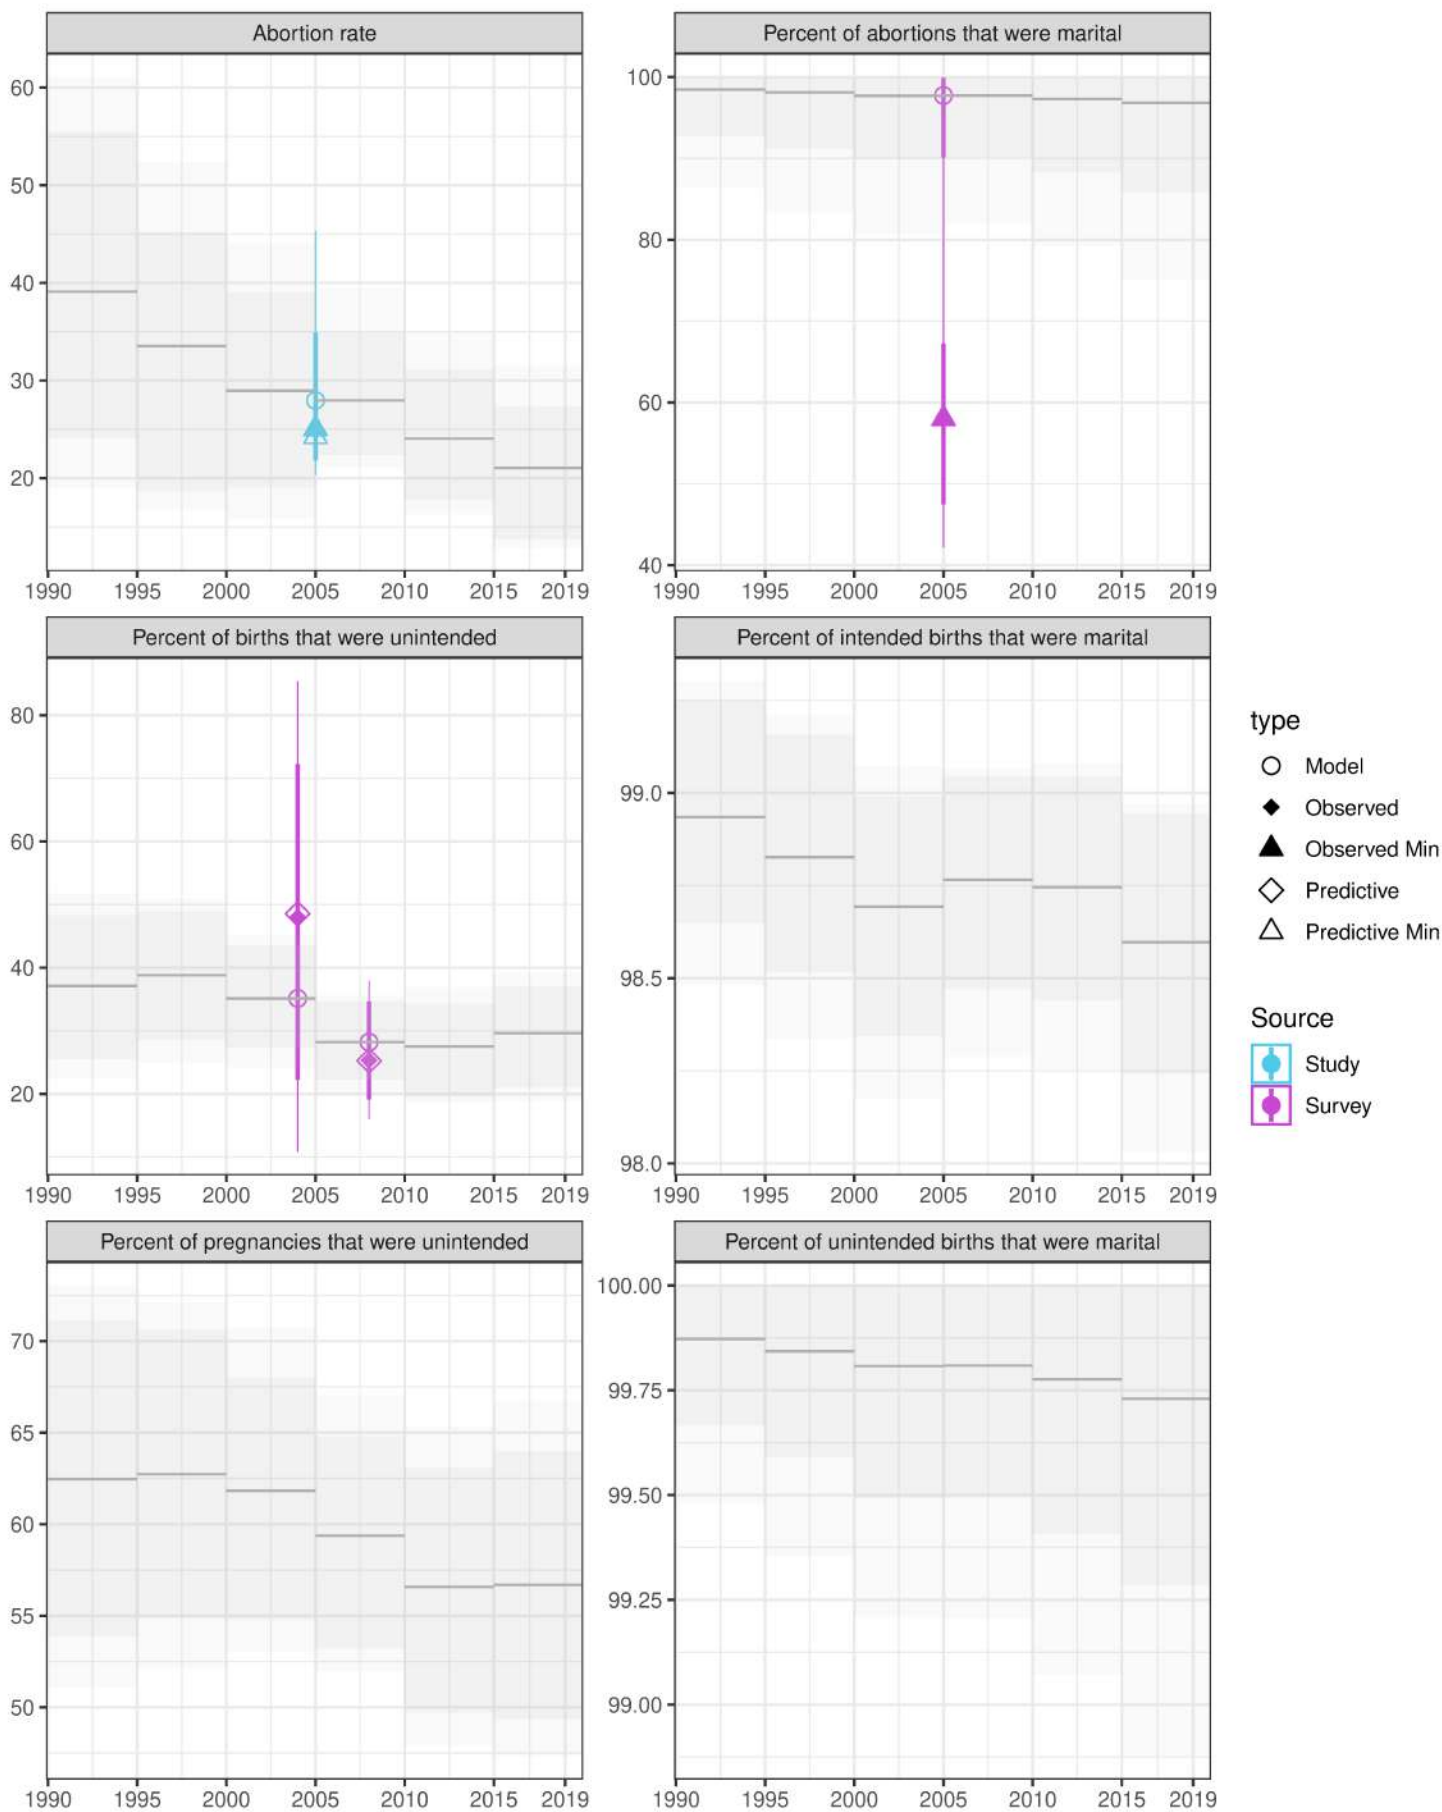 Abortion rate
60
50
40
30
20
1990 1995 2000 2005 2010 2015 2019
Percent of abortions that were marital
100
80
60
40
1990 1995 2000 2005 2010 2015 2019
Percent of births that were unintended
80
60
40
20
1990 1995 2000 2005 2010 2015 2019
Percent of intended births that were marital
99.0
98.5
98.0
1990 1995 2000 2005 2010 2015 2019
Percent of pregnancies that were unintended
70
65
60
55
50
1990 1995 2000 2005 2010 2015 2019
Percent of unintended births that were marital
100.00
99.75
99.50
99.25
99.00
1990 1995 2000 2005 2010 2015 2019
type
Model
Observed
Observed Min
Predictive
Predictive Min
Source
Study
Survey